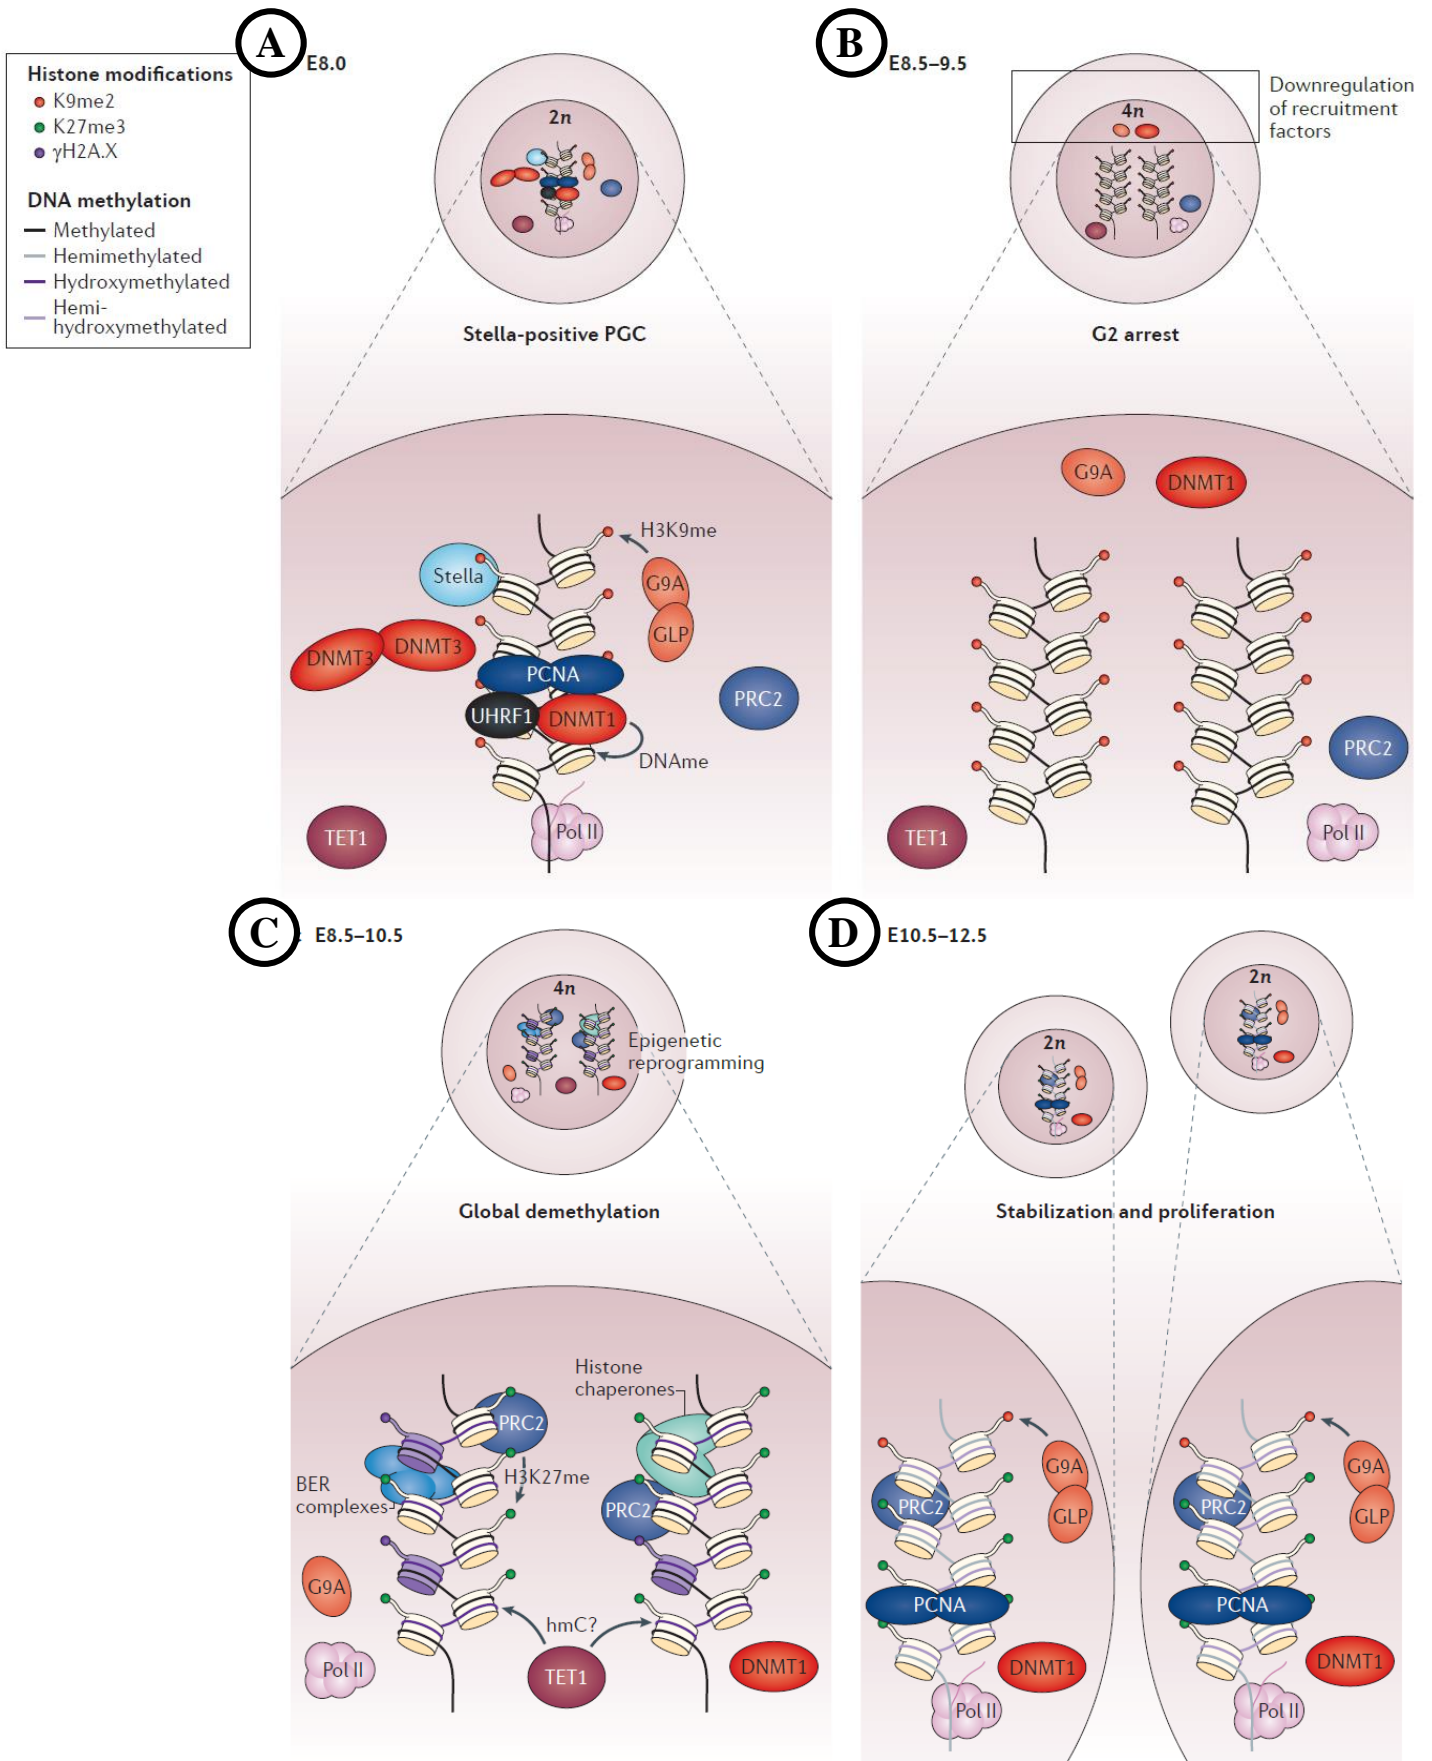 A
E8.0
Histone modifications
K9me2
K27me3
γH2A.X
DNA methylation
Methylated
Hemimethylated
Hydroxymethylated
Hemi-
hydroxymethylated
2n
Stella-positive PGC
H3K9me
Stella
G9A
GLP
DNMT3
DNMT3
PCNA
PRC2
UHRF1
DNMT1
DNAme
TET1
Pol II
B
E8.5–9.5
Downregulation
of recruitment
factors
4n
G2 arrest
G9A
DNMT1
PRC2
TET1
Pol II
C
E8.5–10.5
4n
Epigenetic
reprogramming
Global demethylation
Histone
chaperones
PRC2
H3K27me
BER
complexes
PRC2
G9A
hmC?
Pol II
TET1
DNMT1
D
E10.5–12.5
2n
2n
Stabilization and proliferation
G9A
PRC2
GLP
PCNA
DNMT1
Pol II
G9A
PRC2
GLP
PCNA
DNMT1
Pol II